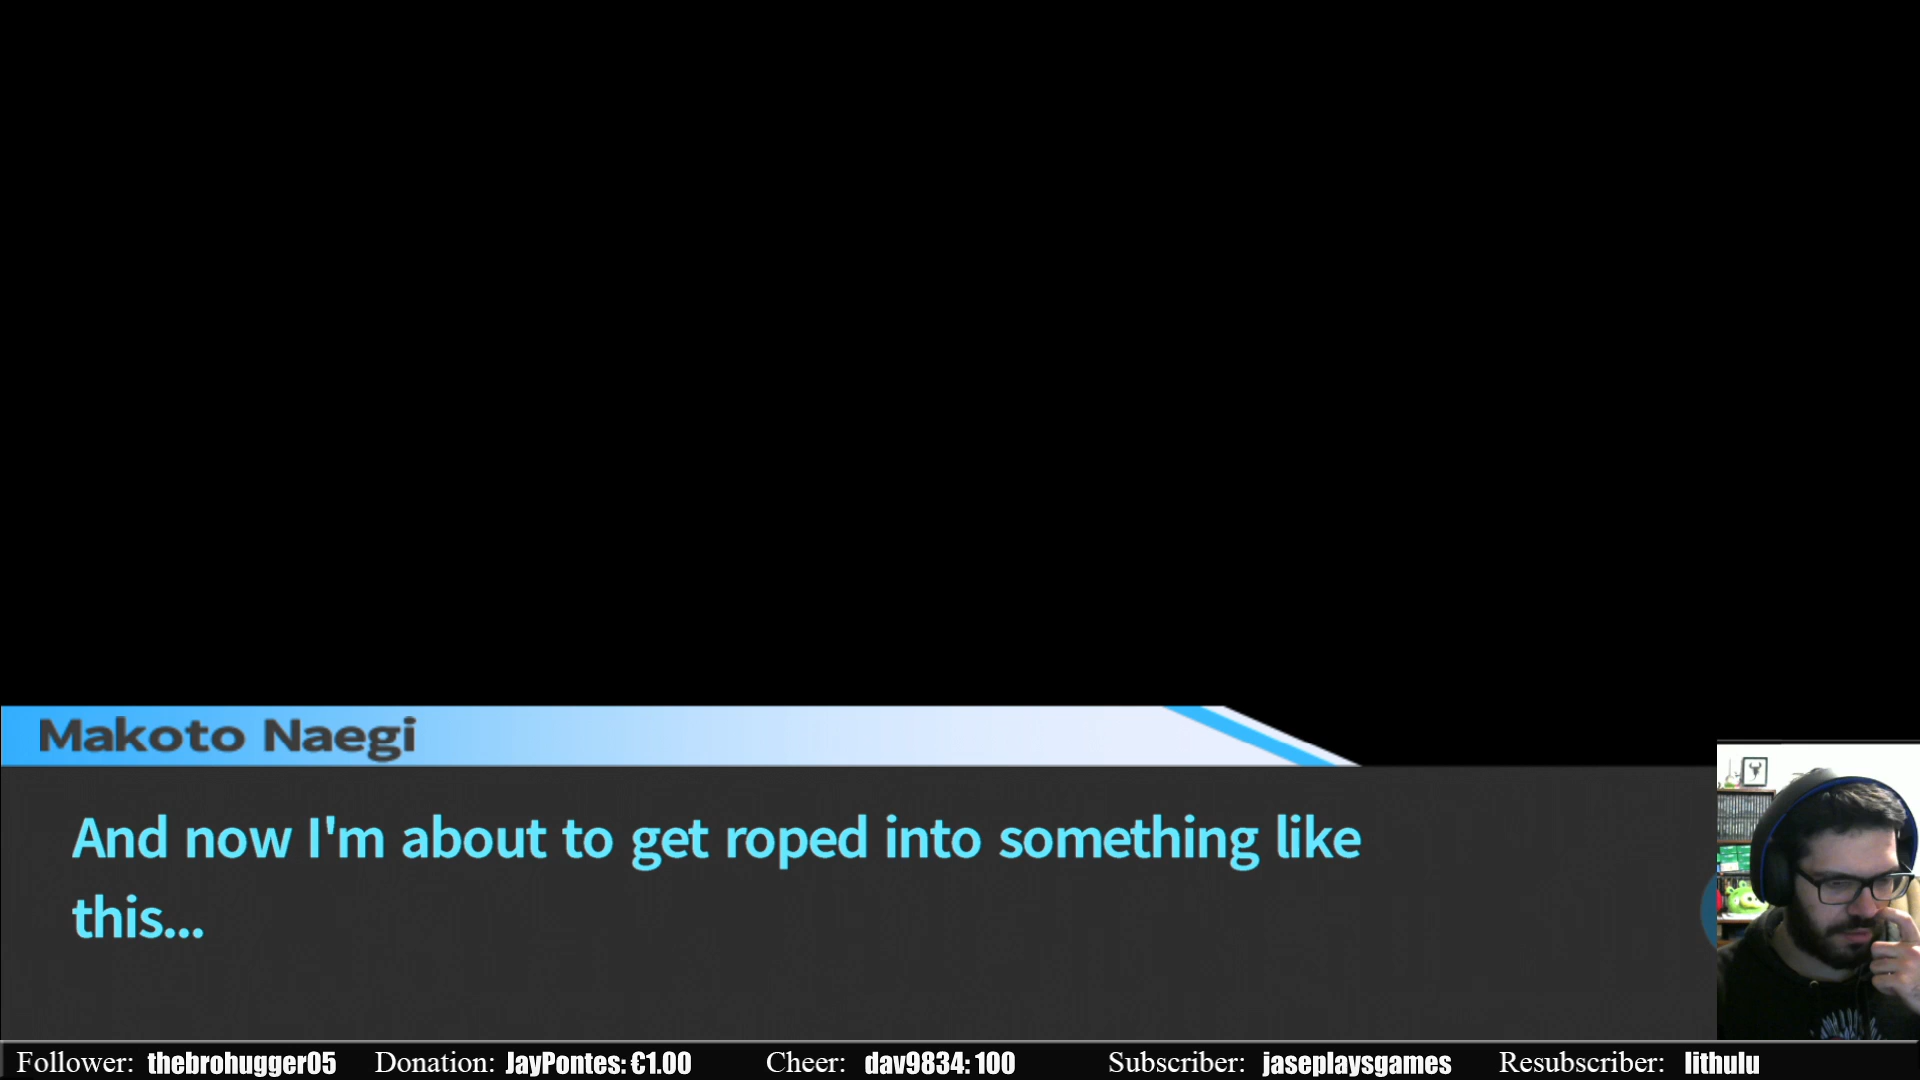 Makoto Naegi
And now I'm about to get roped into something like
this...
Follower: thebrohugger05 Donation: JayPontes: €1.00 Cheer: dav9834: 100 Subscriber: jaseplaysgames Resubscriber: lithulu